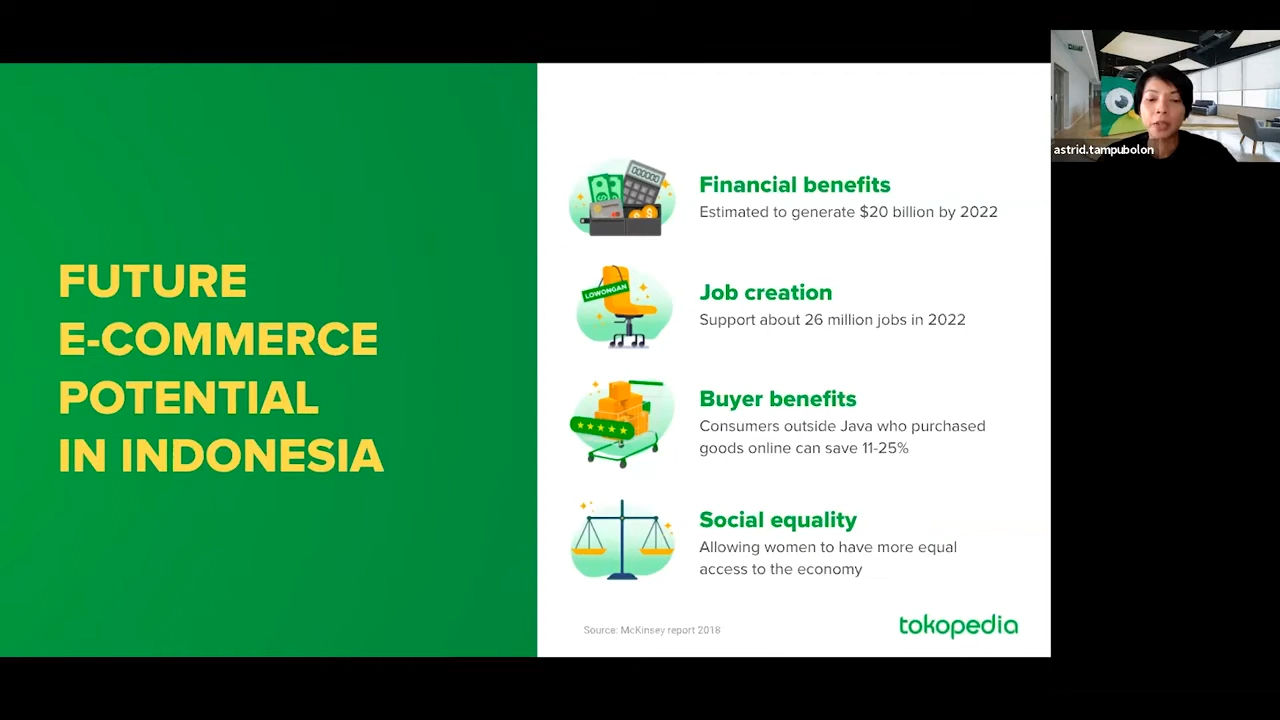 FUTURE
E-COMMERCE
POTENTIAL
IN INDONESIA
Financial benefits
Estimated to generate $20 billion by 2022
LOWONGAN
Job creation
Support about 26 million jobs in 2022
Buyer benefits
Consumers outside Java who purchased
goods online can save 11-25%
Social equality
Allowing women to have more equal
access to the economy
Source: McKinsey report 2018
tokopedia
astrid.tampubolon